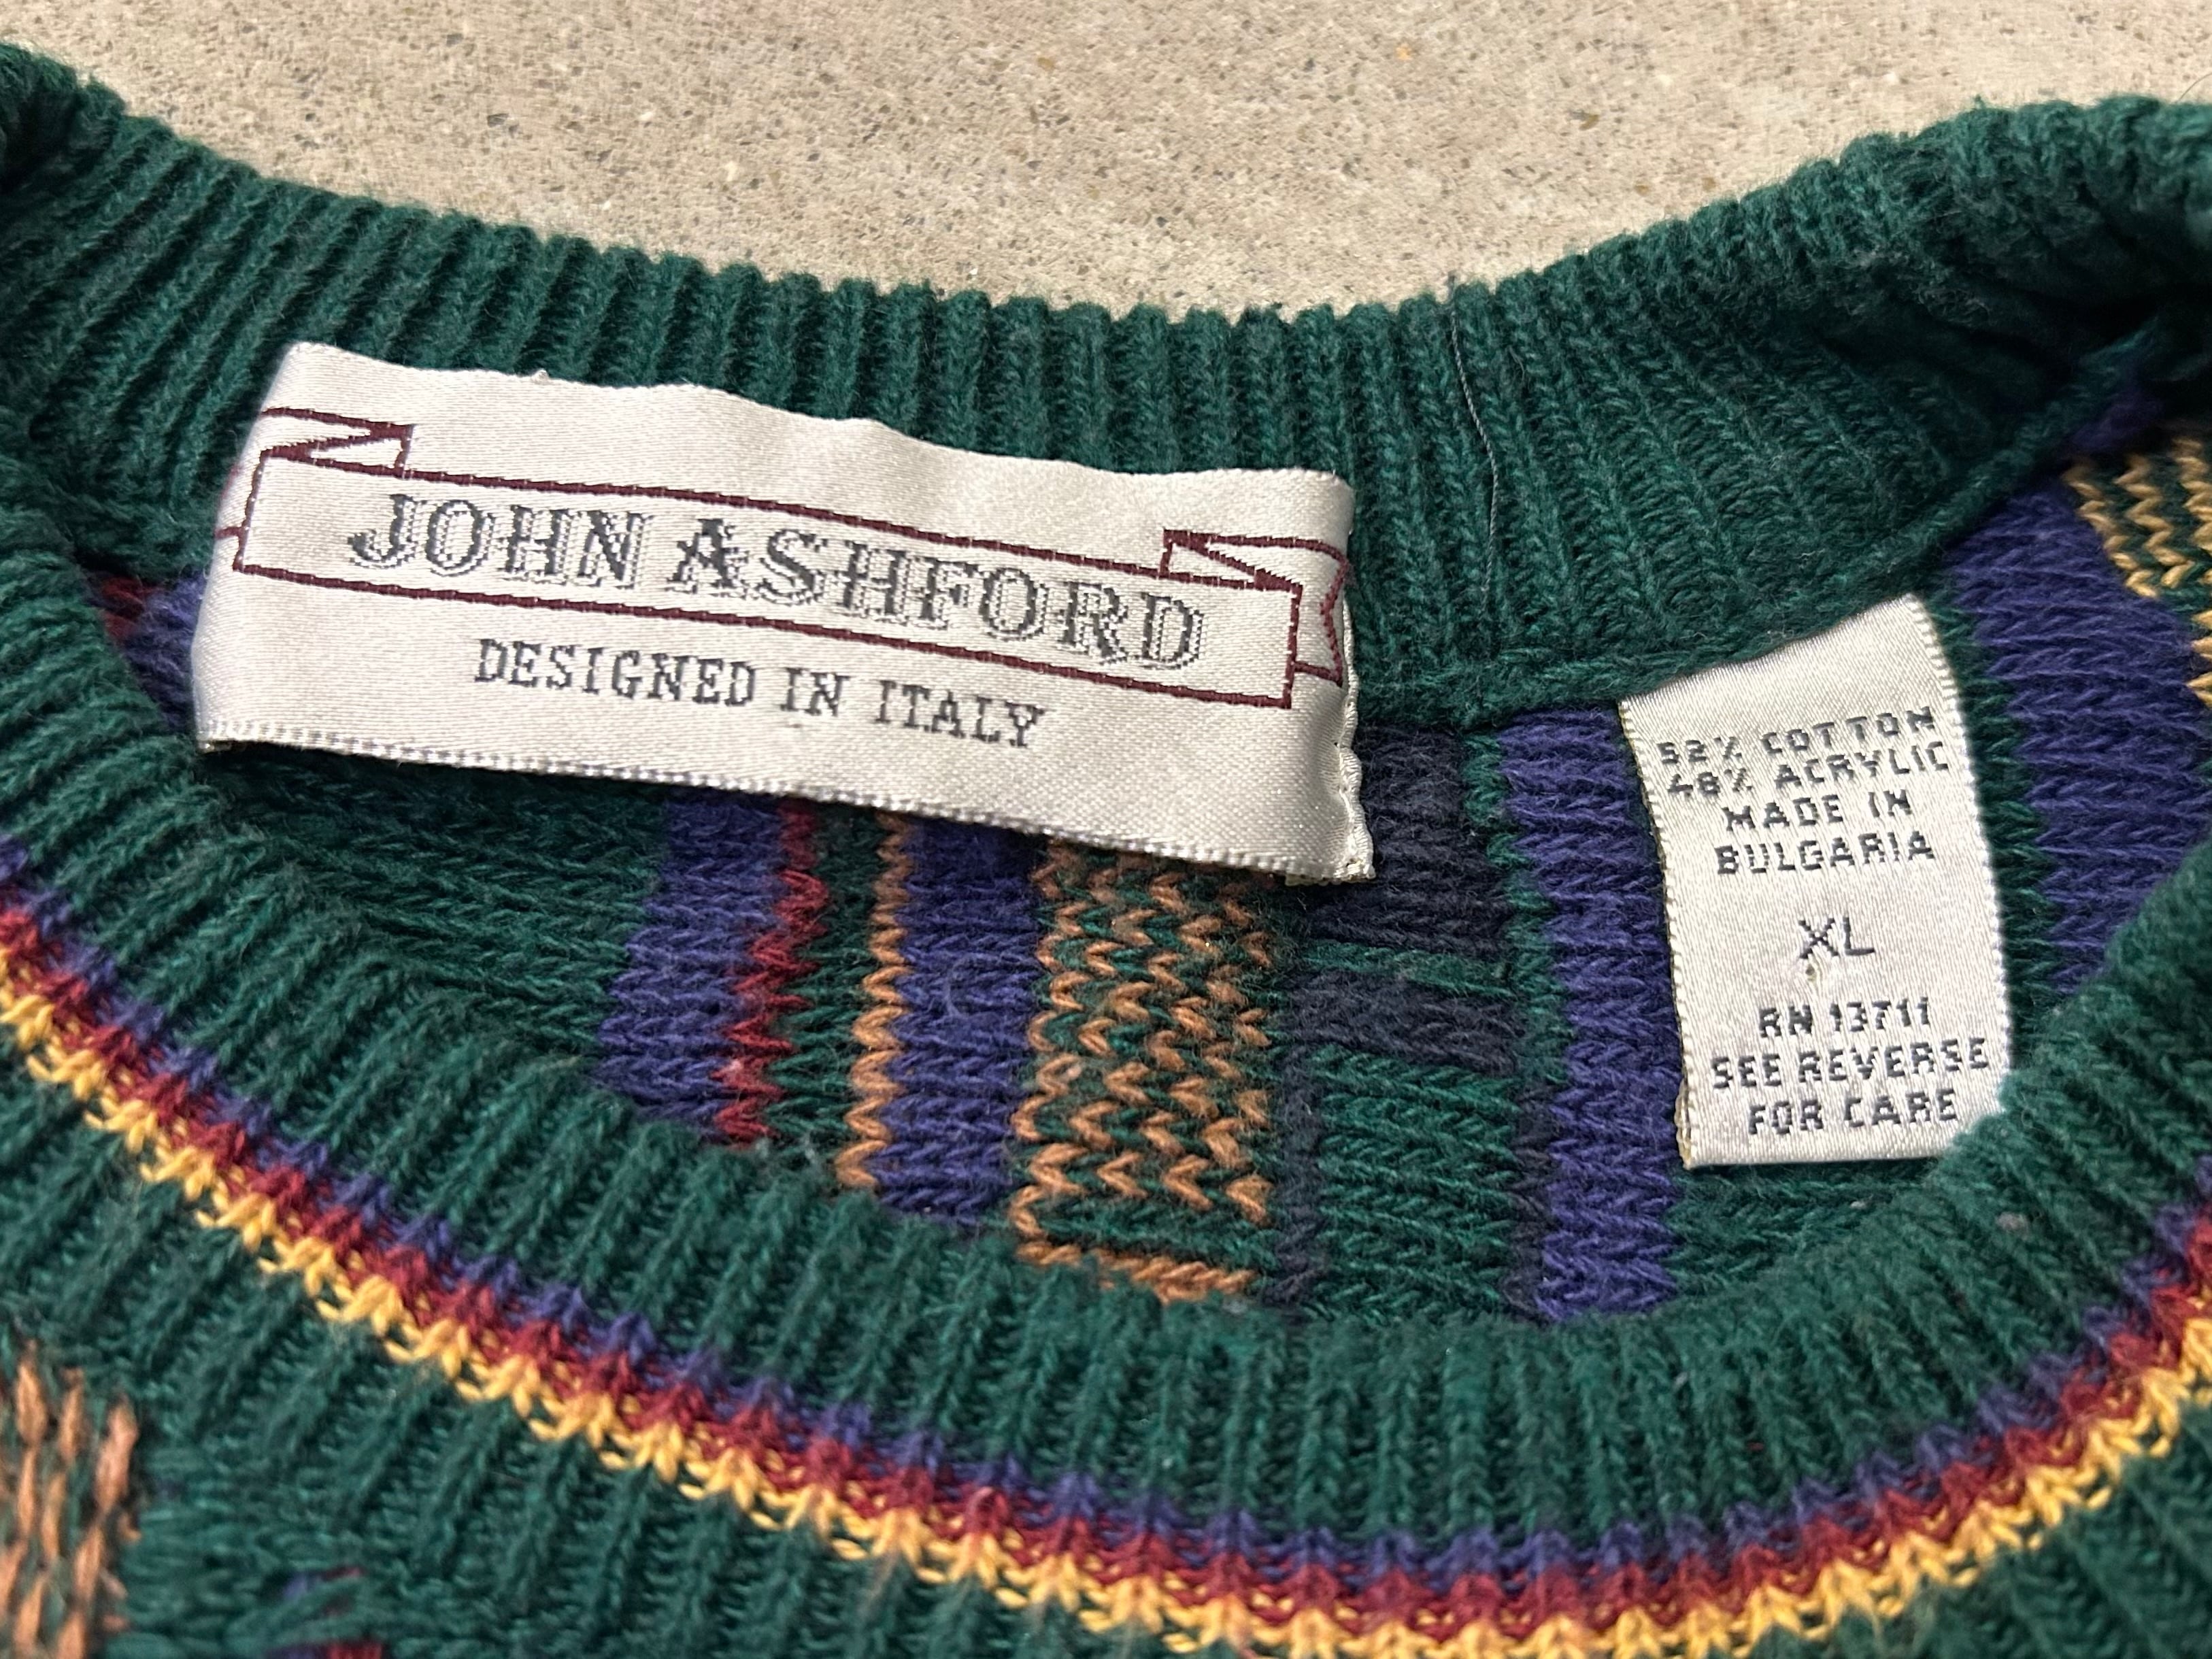 JOHN ASHFORD
DESIGNED IN ITALY
52% COTTON
48% ACRYLIC
MADE IN
BULGARIA
XL
RN 13711
SEE REVERSE
FOR CARE